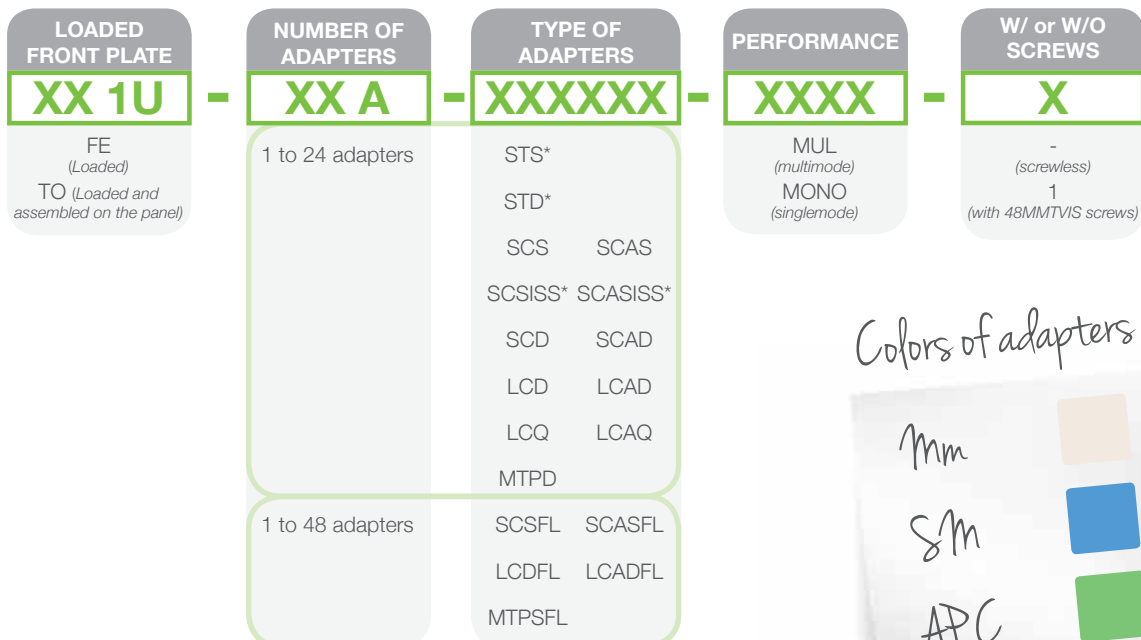 LOADED
FRONT PLATE
NUMBER OF
ADAPTERS
TYPE OF
ADAPTERS
PERFORMANCE
W/ or W/O
SCREWS
XX 1U - XX A - XXXXXX - XXXX - X
FE
(Loaded)
TO (Loaded and
assembled on the panel)
1 to 24 adapters
STS*
STD*
SCS SCAS
SCSISS* SCASISS*
SCD SCAD
LCD LCAD
LCQ LCAQ
MTPD
1 to 48 adapters
SCSFL SCASFL
LCDFL LCADFL
MTPSFL
MUL
(multimode)
MONO
(singlemode)
-
(screwless)
1
(with 48MMTVIS screws)
Colors of adapters
Mm
SM
APC